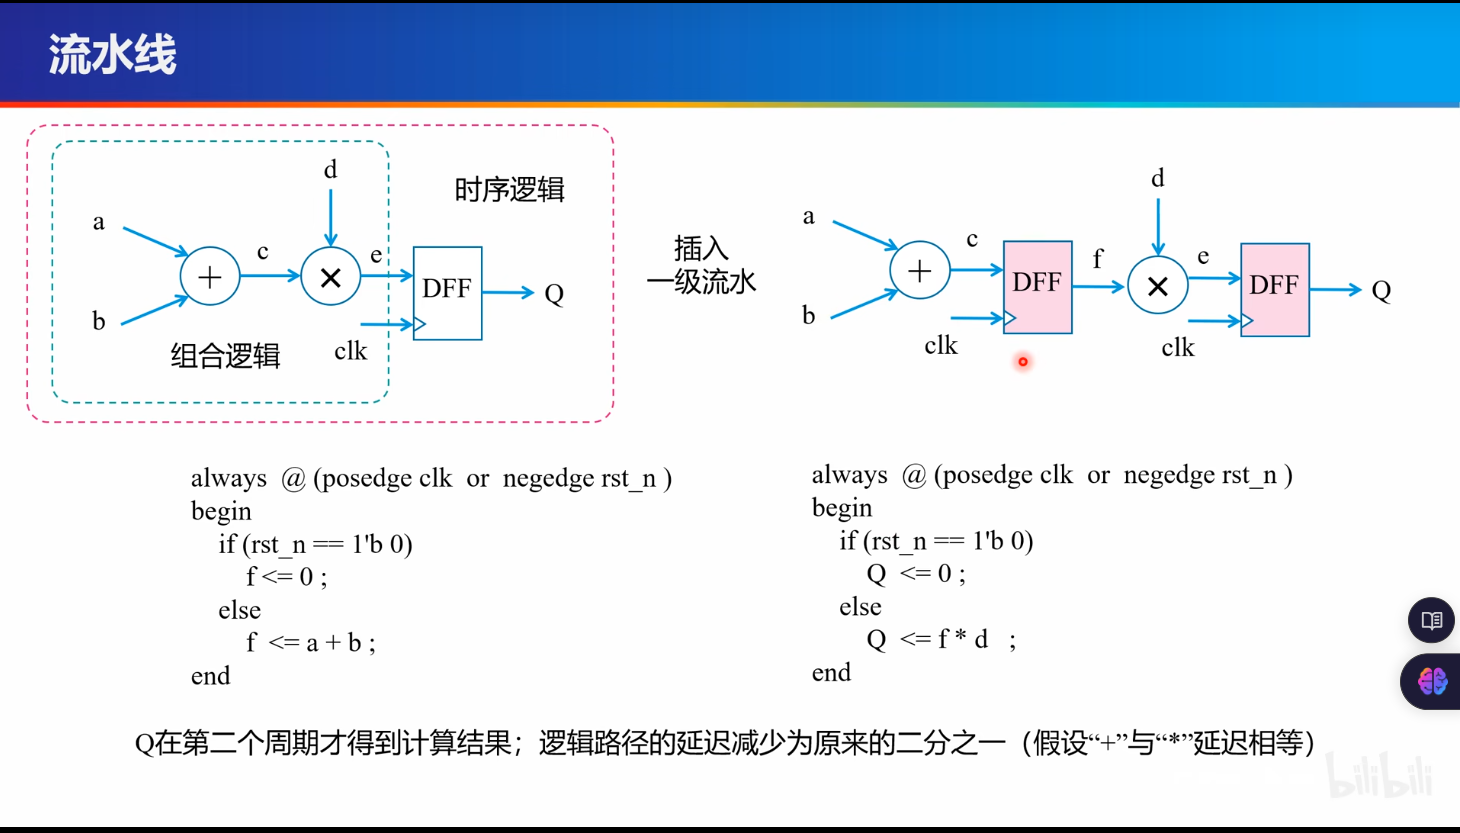 流水线
d
时序逻辑
a
c
e
+
×
DFF
Q
b
组合逻辑
clk
插入
一级流水
d
a
c
f
e
+
DFF
×
DFF
Q
b
clk
clk
always @ (posedge clk or negedge rst_n )
begin
if (rst_n == 1'b 0)
f <= 0 ;
else
f <= a + b ;
end
always @ (posedge clk or negedge rst_n )
begin
if (rst_n == 1'b 0)
Q <= 0 ;
else
Q <= f * d ;
end
Q在第二个周期才得到计算结果；逻辑路径的延迟减少为原来的二分之一（假设“+”与“*”延迟相等）
bilibili